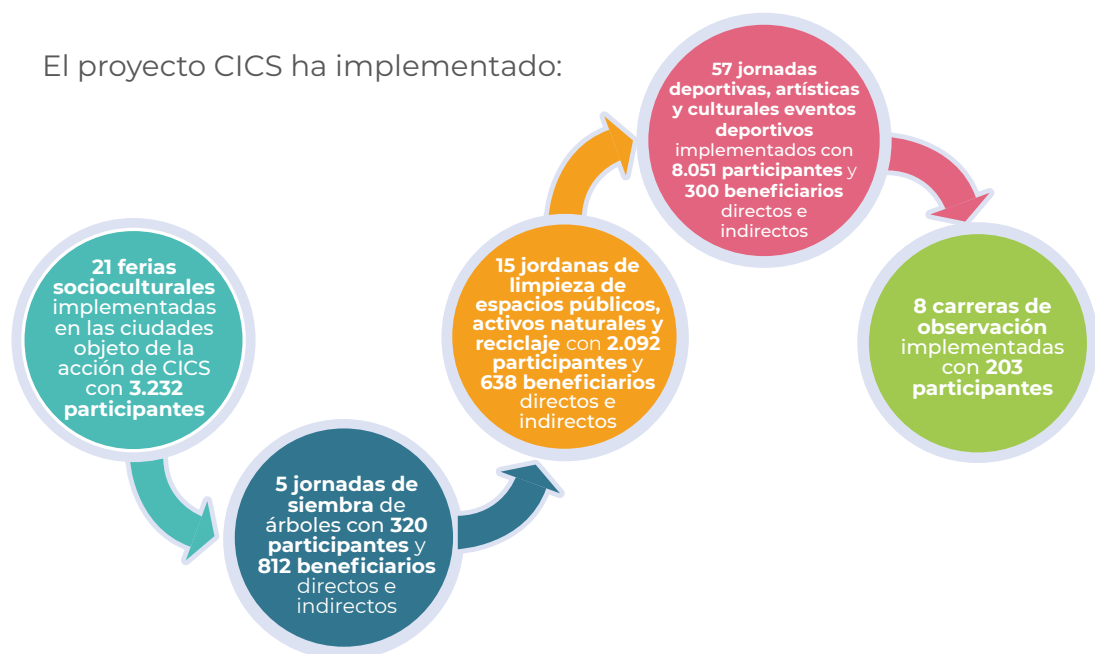 El proyecto CICS ha implementado:
21 ferias
socioculturales
implementadas
en las ciudades
objeto de la
acción de CICS
con 3.232
participantes
5 jornadas de
siembra de
árboles con 320
participantes y
812 beneficiarios
directos e
indirectos
15 jordanas de
limpieza de
espacios públicos,
activos naturales y
reciclaje con 2.092
participantes y
638 beneficiarios
directos e
indirectos
57 jornadas
deportivas, artísticas
y culturales eventos
deportivos
implementados con
8.051 participantes y
300 beneficiarios
directos e
indirectos
8 carreras de
observación
implementadas
con 203
participantes